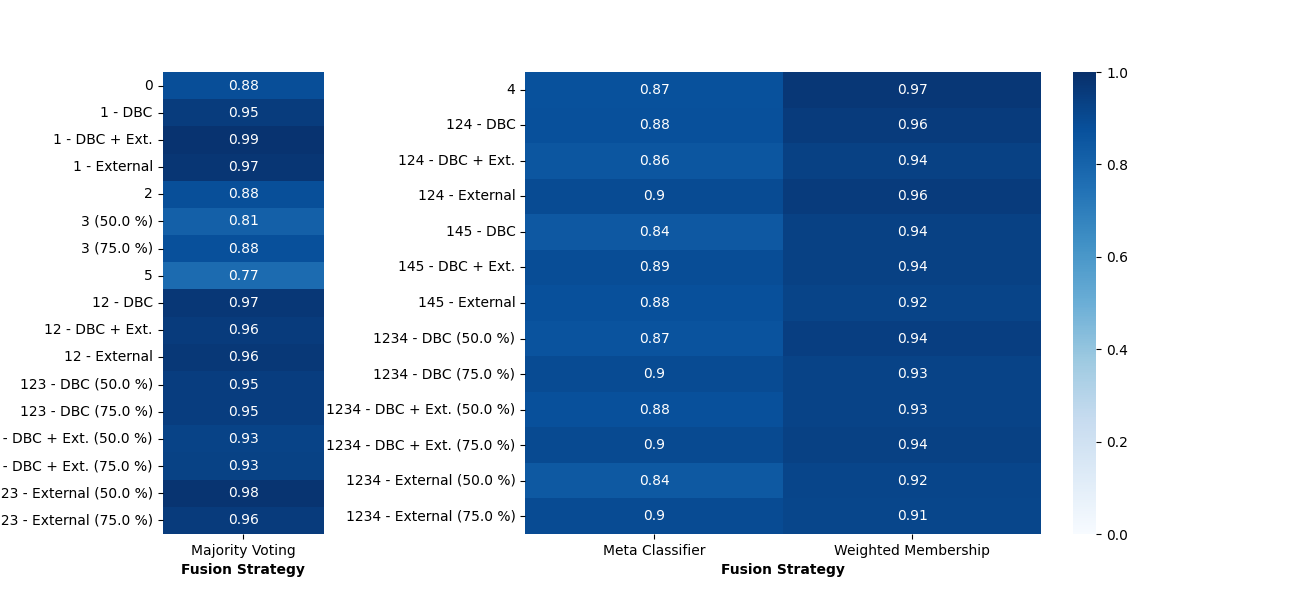 0 0.88
1 - DBC 0.95
1 - DBC + Ext. 0.99
1 - External 0.97
2 0.88
3 (50.0 %) 0.81
3 (75.0 %) 0.88
5 0.77
12 - DBC 0.97
12 - DBC + Ext. 0.96
12 - External 0.96
123 - DBC (50.0 %) 0.95
123 - DBC (75.0 %) 0.95
- DBC + Ext. (50.0 %) 0.93
- DBC + Ext. (75.0 %) 0.93
23 - External (50.0 %) 0.98
23 - External (75.0 %) 0.96
Majority Voting
Fusion Strategy
4 0.87 0.97
124 - DBC 0.88 0.96
124 - DBC + Ext. 0.86 0.94
124 - External 0.9 0.96
145 - DBC 0.84 0.94
145 - DBC + Ext. 0.89 0.94
145 - External 0.88 0.92
1234 - DBC (50.0 %) 0.87 0.94
1234 - DBC (75.0 %) 0.9 0.93
1234 - DBC + Ext. (50.0 %) 0.88 0.93
1234 - DBC + Ext. (75.0 %) 0.9 0.94
1234 - External (50.0 %) 0.84 0.92
1234 - External (75.0 %) 0.9 0.91
Meta Classifier Weighted Membership
Fusion Strategy
1.0
0.8
0.6
0.4
0.2
0.0